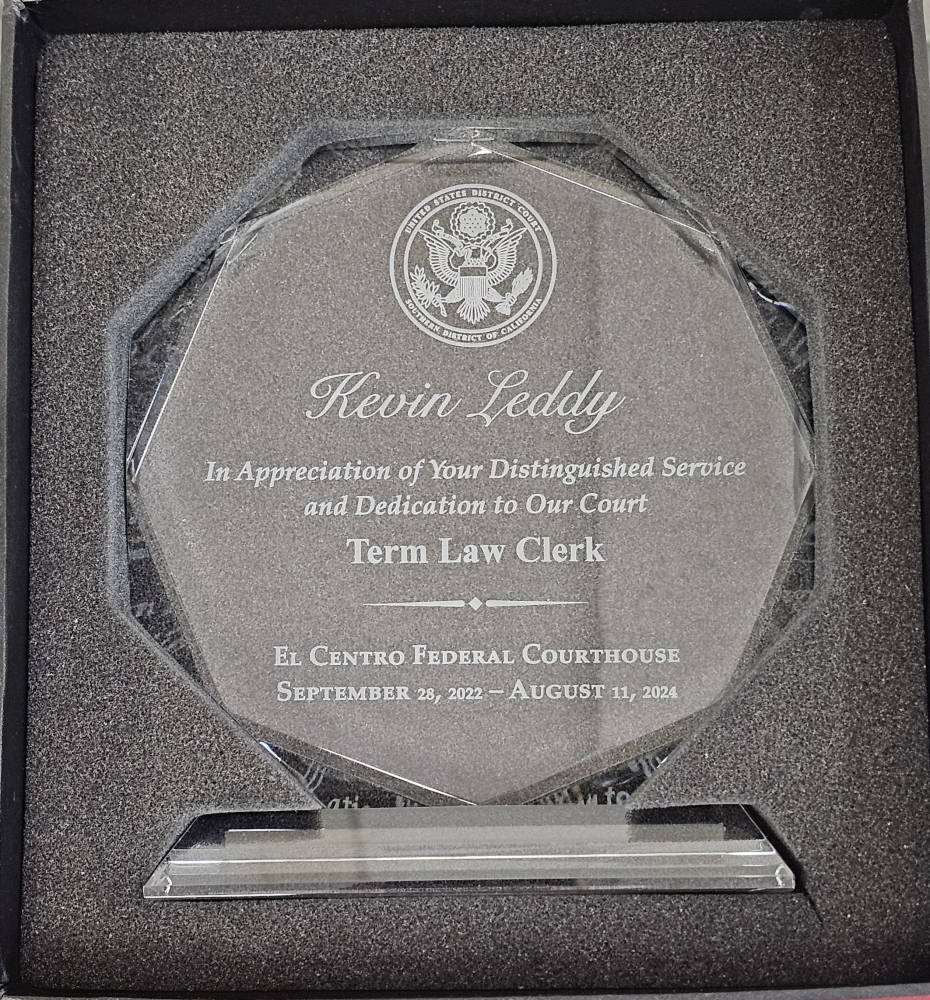 UNITED STATES DISTRICT COURT
SOUTHERN DISTRICT OF CALIFORNIA
Kevin Leddy
In Appreciation of Your Distinguished Service
and Dedication to Our Court
Term Law Clerk
El Centro Federal Courthouse
September 28, 2022 – August 11, 2024